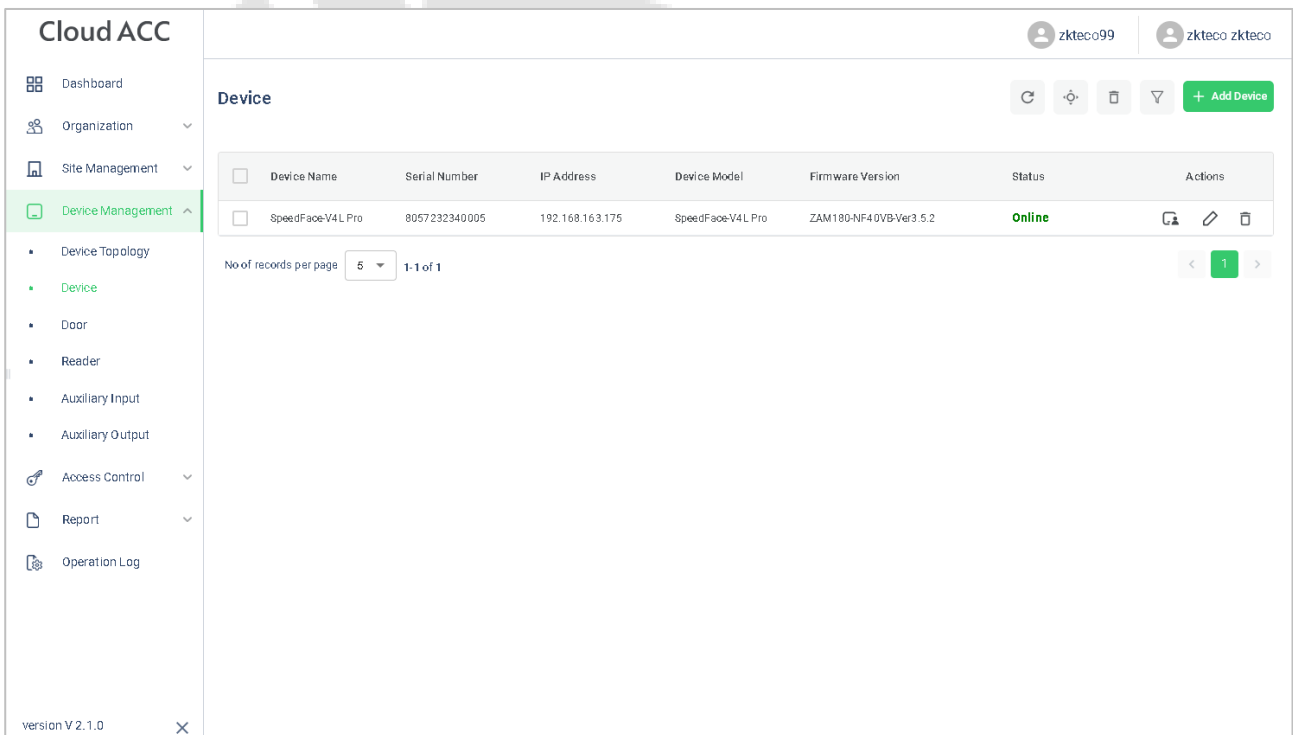 Cloud ACC
zkteco99
zkteco zkteco
Dashboard
Organization
Site Management
Device Management
Device Topology
Device
Door
Reader
Auxiliary Input
Auxiliary Output
Access Control
Report
Operation Log
version V 2.1.0
Device
+ Add Device
Device Name Serial Number IP Address Device Model Firmware Version Status Actions
SpeedFace-V4L Pro 8057232340005 192.168.163.175 SpeedFace-V4L Pro ZAM180-NF40VB-Ver3.5.2 Online
No of records per page 5 1-1 of 1 < 1 >